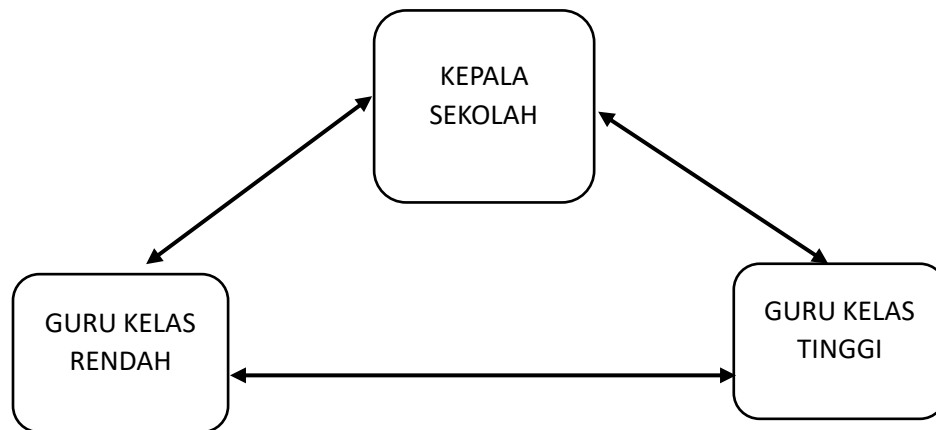 KEPALA
SEKOLAH
GURU KELAS
RENDAH
GURU KELAS
TINGGI